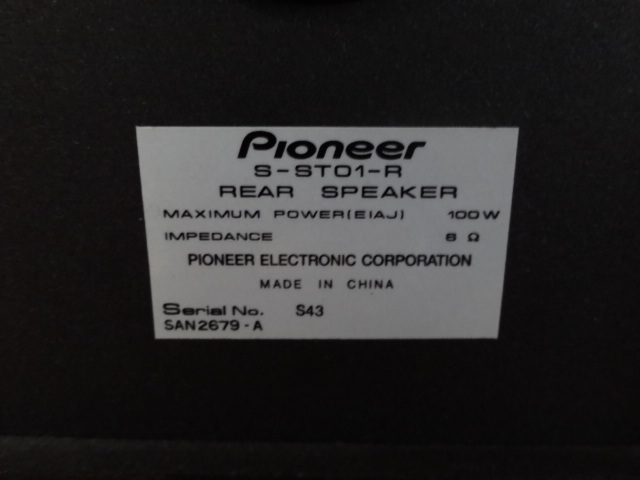 Pioneer
S-ST01-R
REAR SPEAKER
MAXIMUM POWER(EIAJ) 100W
IMPEDANCE 6 Ω
PIONEER ELECTRONIC CORPORATION
MADE IN CHINA
Serial No. S43
SAN2679-A